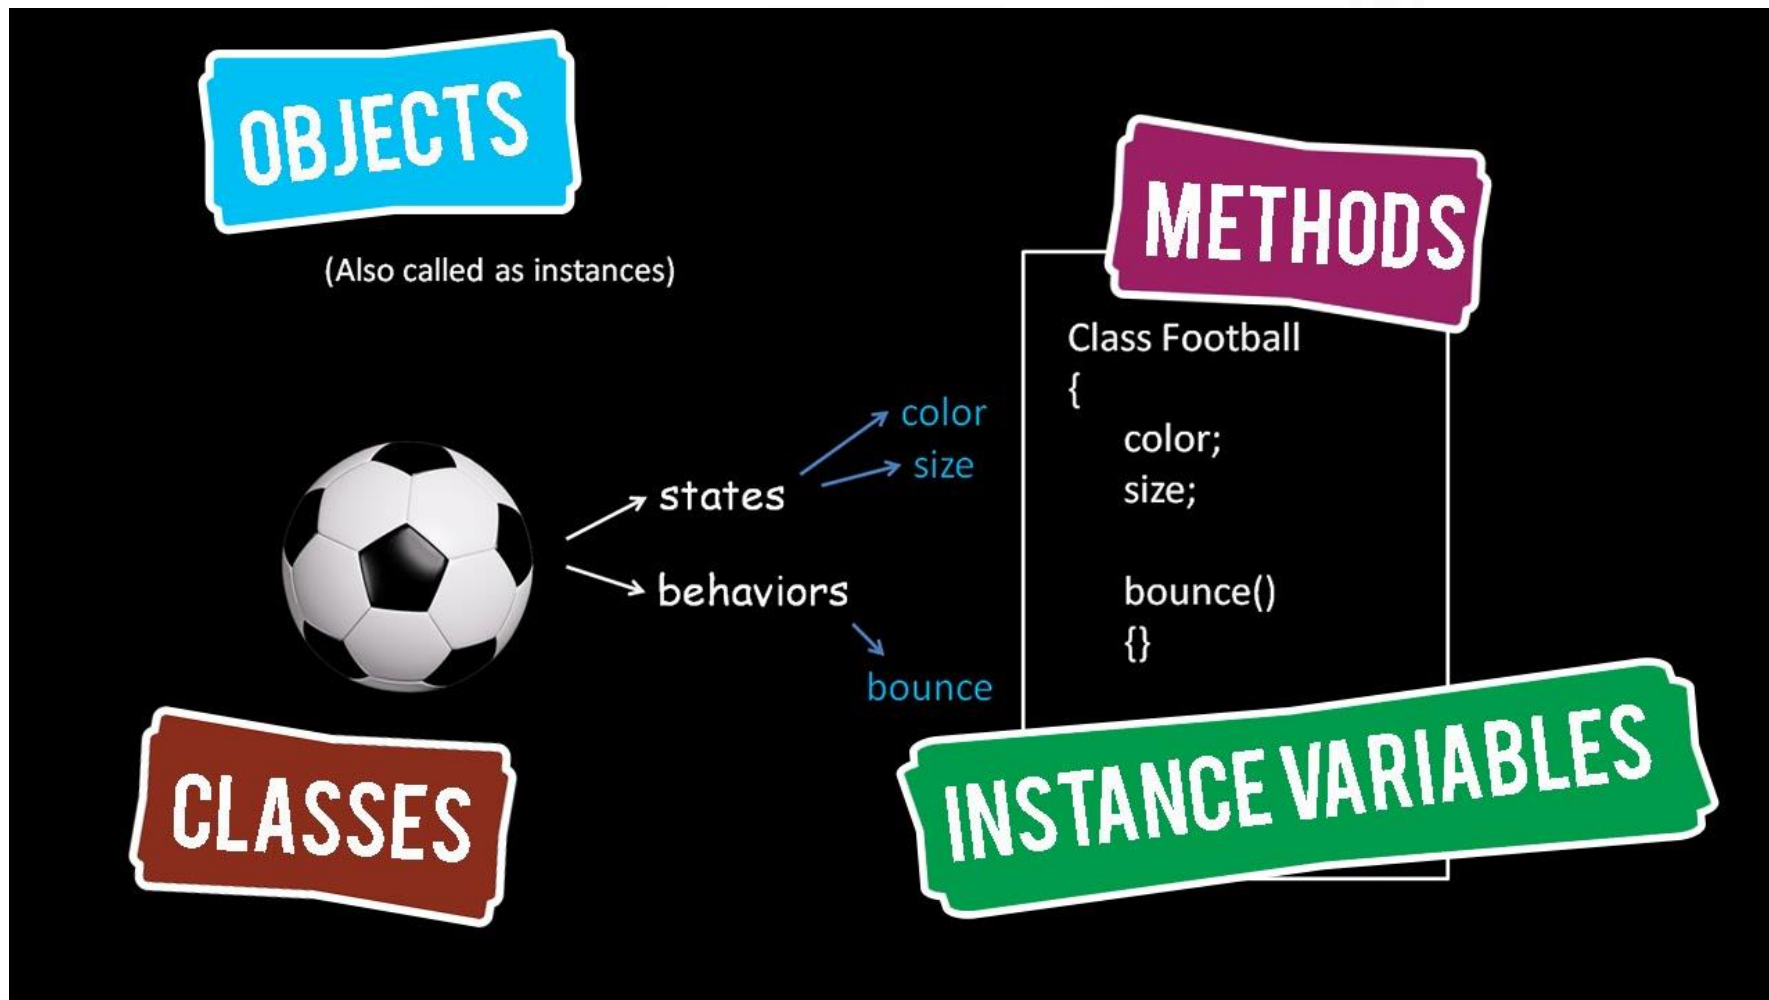 OBJECTS
(Also called as instances)
METHODS
Class Football
{
color;
size;
bounce()
{}
color
size
states
behaviors
bounce
CLASSES
INSTANCE VARIABLES